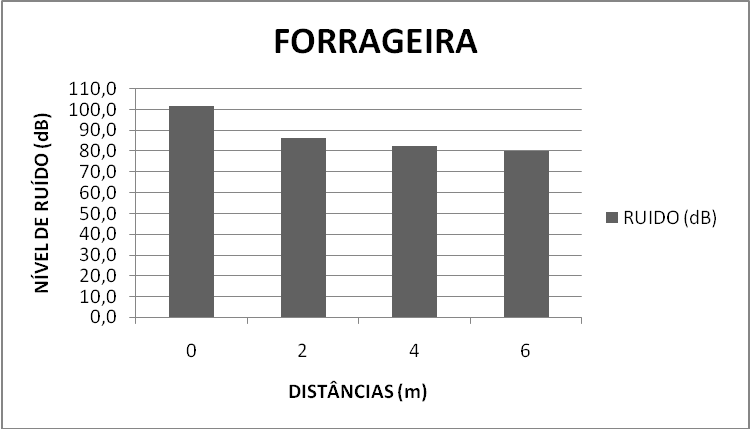 FORRAGEIRA
NÍVEL DE RUÍDO (dB)
110,0
100,0
90,0
80,0
70,0
60,0
50,0
40,0
30,0
20,0
10,0
0,0
0 2 4 6
DISTÂNCIAS (m)
RUIDO (dB)